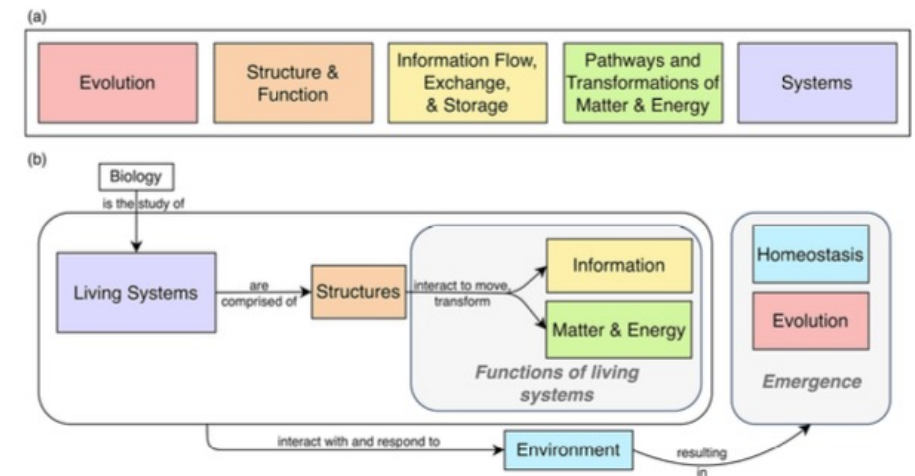 (a)
Evolution
Structure &
Function
Information Flow,
Exchange,
& Storage
Pathways and
Transformations of
Matter & Energy
Systems
(b)
Biology
is the study of
Living Systems
are
comprised of
Structures
interact to move,
transform
Information
Matter & Energy
Functions of living
systems
Homeostasis
Evolution
Emergence
interact with and respond to
Environment
resulting
in